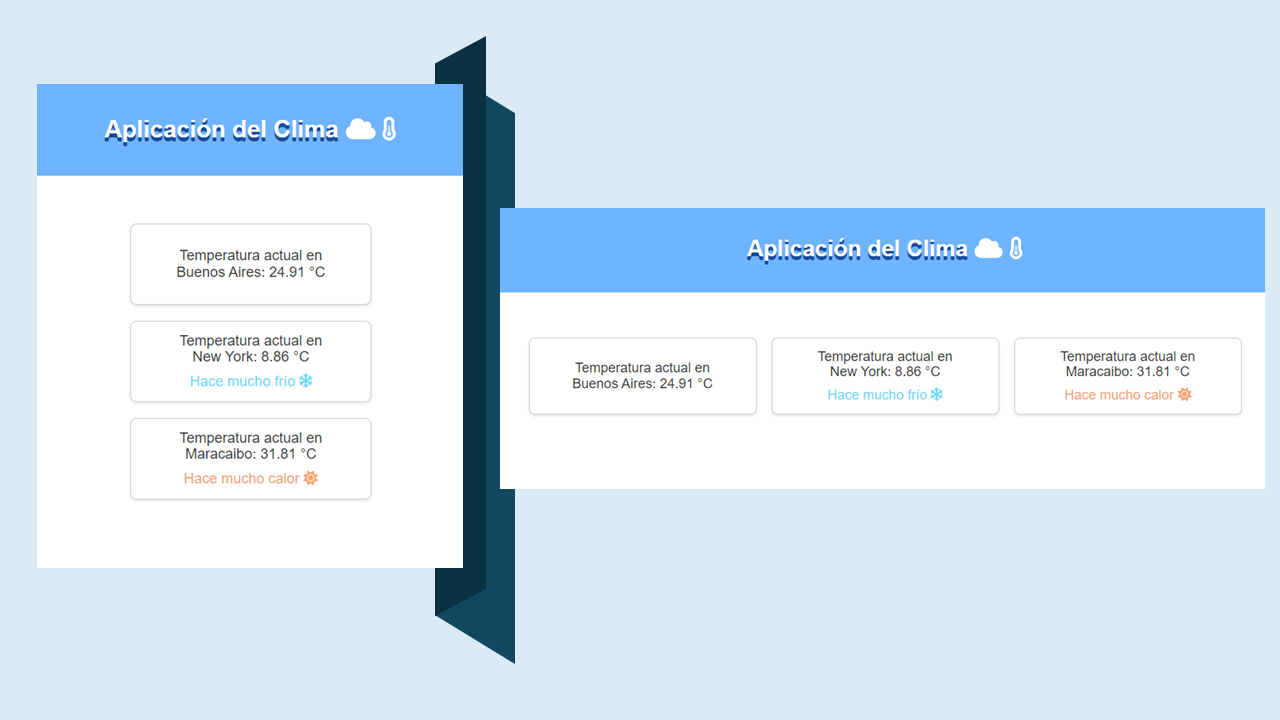 Aplicación del Clima
Temperatura actual en
Buenos Aires: 24.91 °C
Temperatura actual en
New York: 8.86 °C
Hace mucho frío
Temperatura actual en
Maracaibo: 31.81 °C
Hace mucho calor
Aplicación del Clima
Temperatura actual en
Buenos Aires: 24.91 °C
Temperatura actual en
New York: 8.86 °C
Hace mucho frío
Temperatura actual en
Maracaibo: 31.81 °C
Hace mucho calor